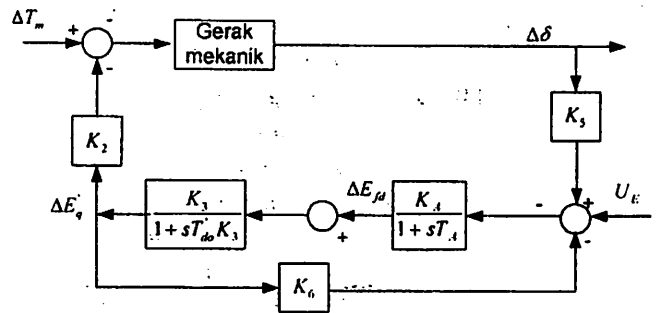 ΔT_m
+
-
-
Gerak
mekanik
Δδ
K_5
K_2
ΔE'_q
K_3
1 + sT'_do K_3
+
ΔE_fd
K_A
1 + sT_A
-
+
-
U_E
K_6